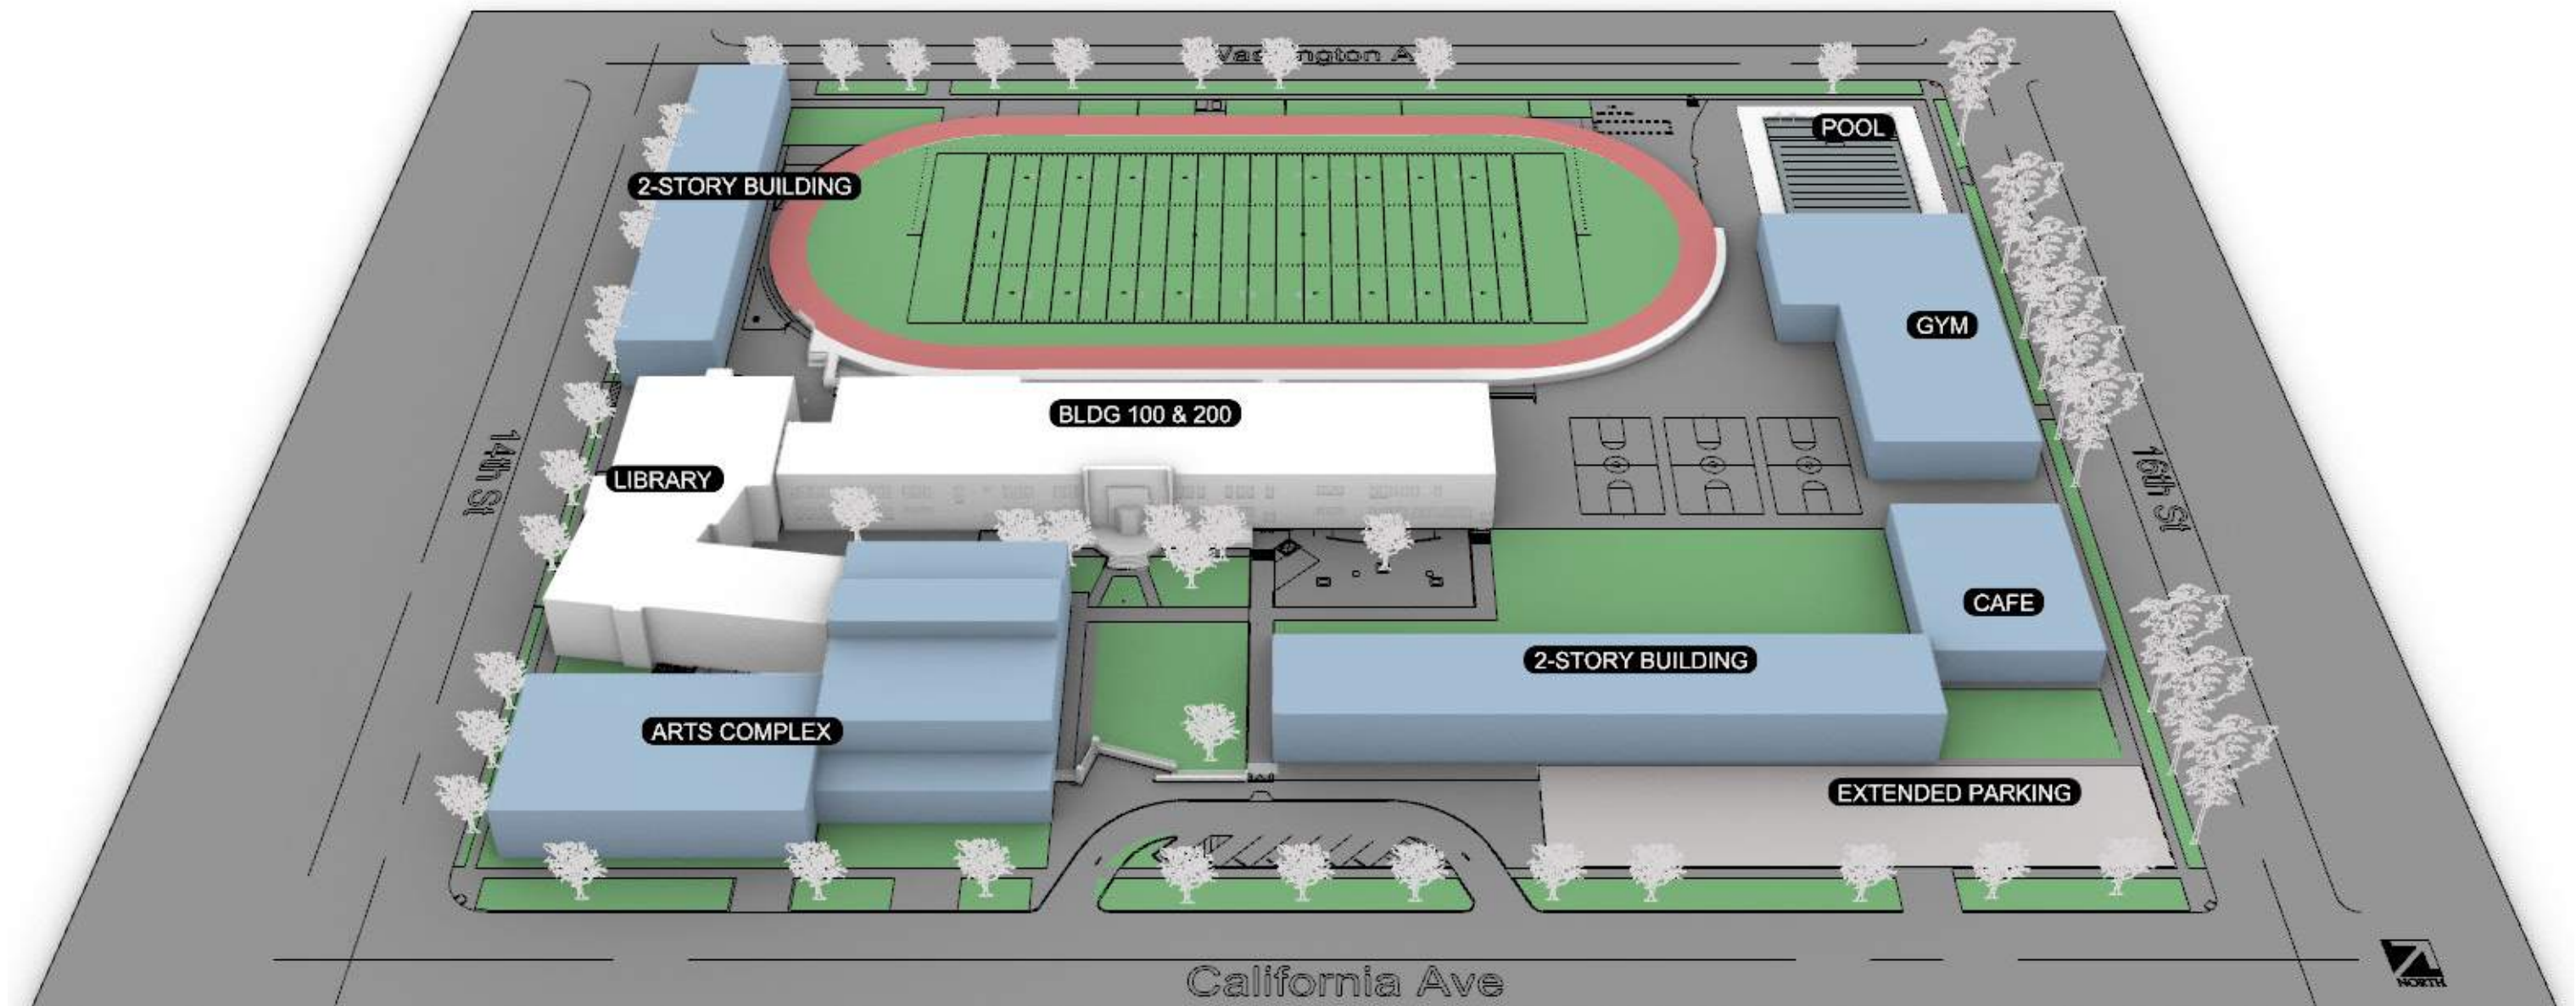 POOL
2-STORY BUILDING
GYM
BLDG 100 & 200
14th St
LIBRARY
16th St
CAFE
2-STORY BUILDING
ARTS COMPLEX
EXTENDED PARKING
California Ave
NORTH